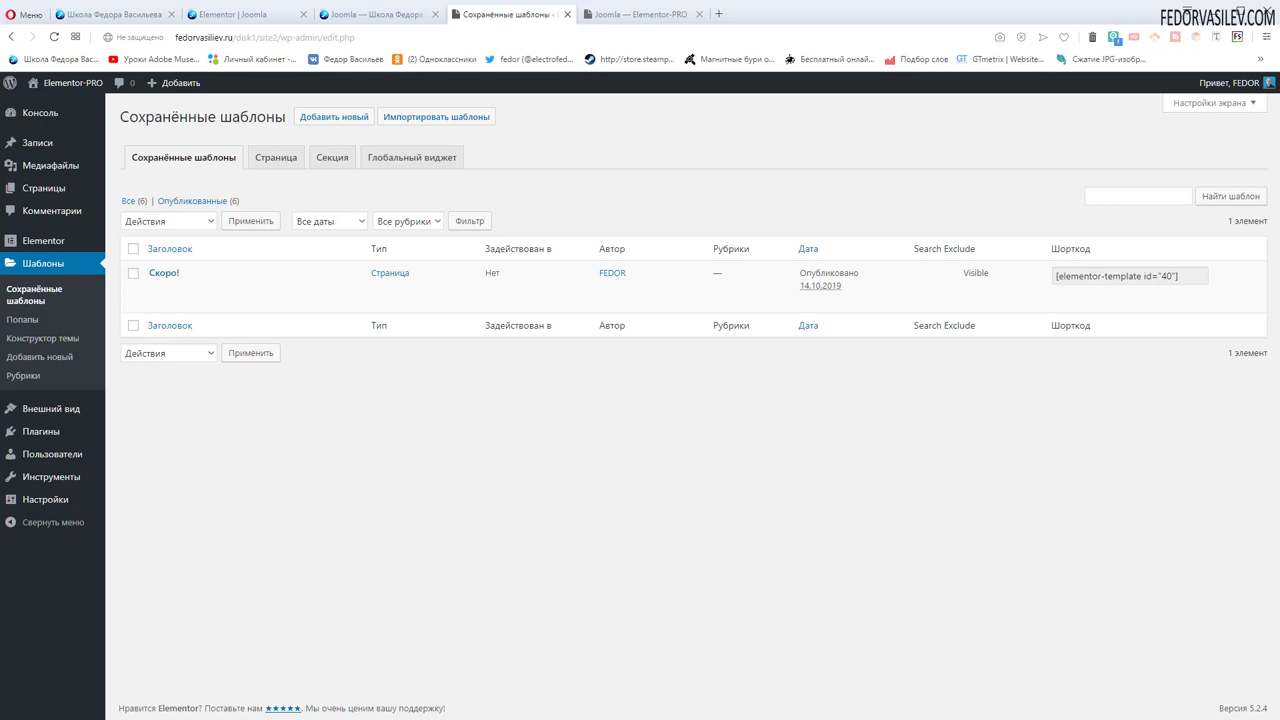 Меню
Школа Федора Васильева
Elementor | Joomla
Joomla — Школа Федора
Сохранённые шаблоны ‹
Joomla — Elementor-PRO
FEDORVASILEV.COM
Не защищено
fedorvasiliev.ru/disk1/site2/wp-admin/edit.php
Школа Федора Вас...
Уроки Adobe Muse...
Личный кабинет -...
Федор Васильев
(2) Одноклассники
fedor (@electrofed...
http://store.steamp...
Магнитные бури о...
Бесплатный онлай...
Подбор слов
GTmetrix | Website...
Сжатие JPG-изобр...
Elementor-PRO
0
Добавить
Привет, FEDOR
Консоль
Записи
Медиафайлы
Страницы
Комментарии
Elementor
Шаблоны
Сохранённые
шаблоны
Попапы
Конструктор темы
Добавить новый
Рубрики
Внешний вид
Плагины
Пользователи
Инструменты
Настройки
Свернуть меню
Настройки экрана
Сохранённые шаблоны
Добавить новый
Импортировать шаблоны
Сохранённые шаблоны
Страница
Секция
Глобальный виджет
Все (6) | Опубликованные (6)
Найти шаблон
Действия
Применить
Все даты
Все рубрики
Фильтр
1 элемент
Заголовок Тип Задействован в Автор Рубрики Дата Search Exclude Шорткод
Скоро! Страница Нет FEDOR — Опубликовано Visible [elementor-template id="40"]
14.10.2019
Заголовок Тип Задействован в Автор Рубрики Дата Search Exclude Шорткод
Действия
Применить
1 элемент
Нравится Elementor? Поставьте нам ★★★★★. Мы очень ценим вашу поддержку!
Версия 5.2.4